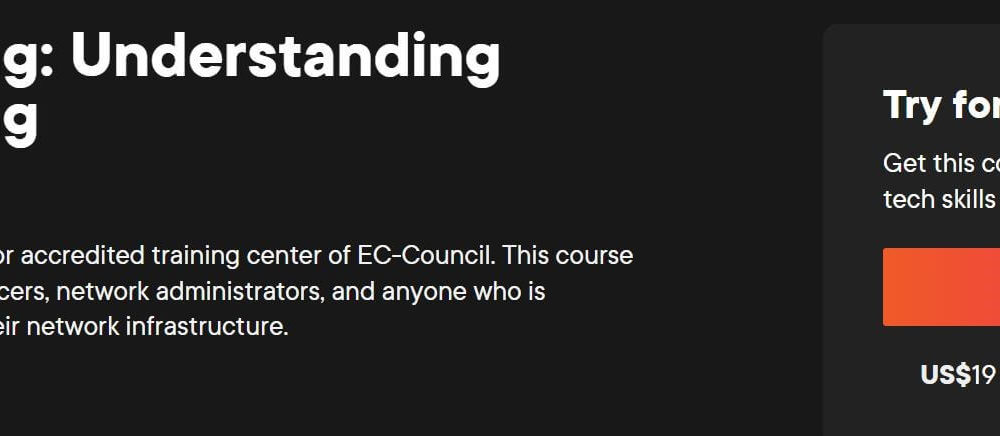 g: Understanding
g
or accredited training center of EC-Council. This course
cers, network administrators, and anyone who is
eir network infrastructure.
Try for
Get this co
tech skills
US$19